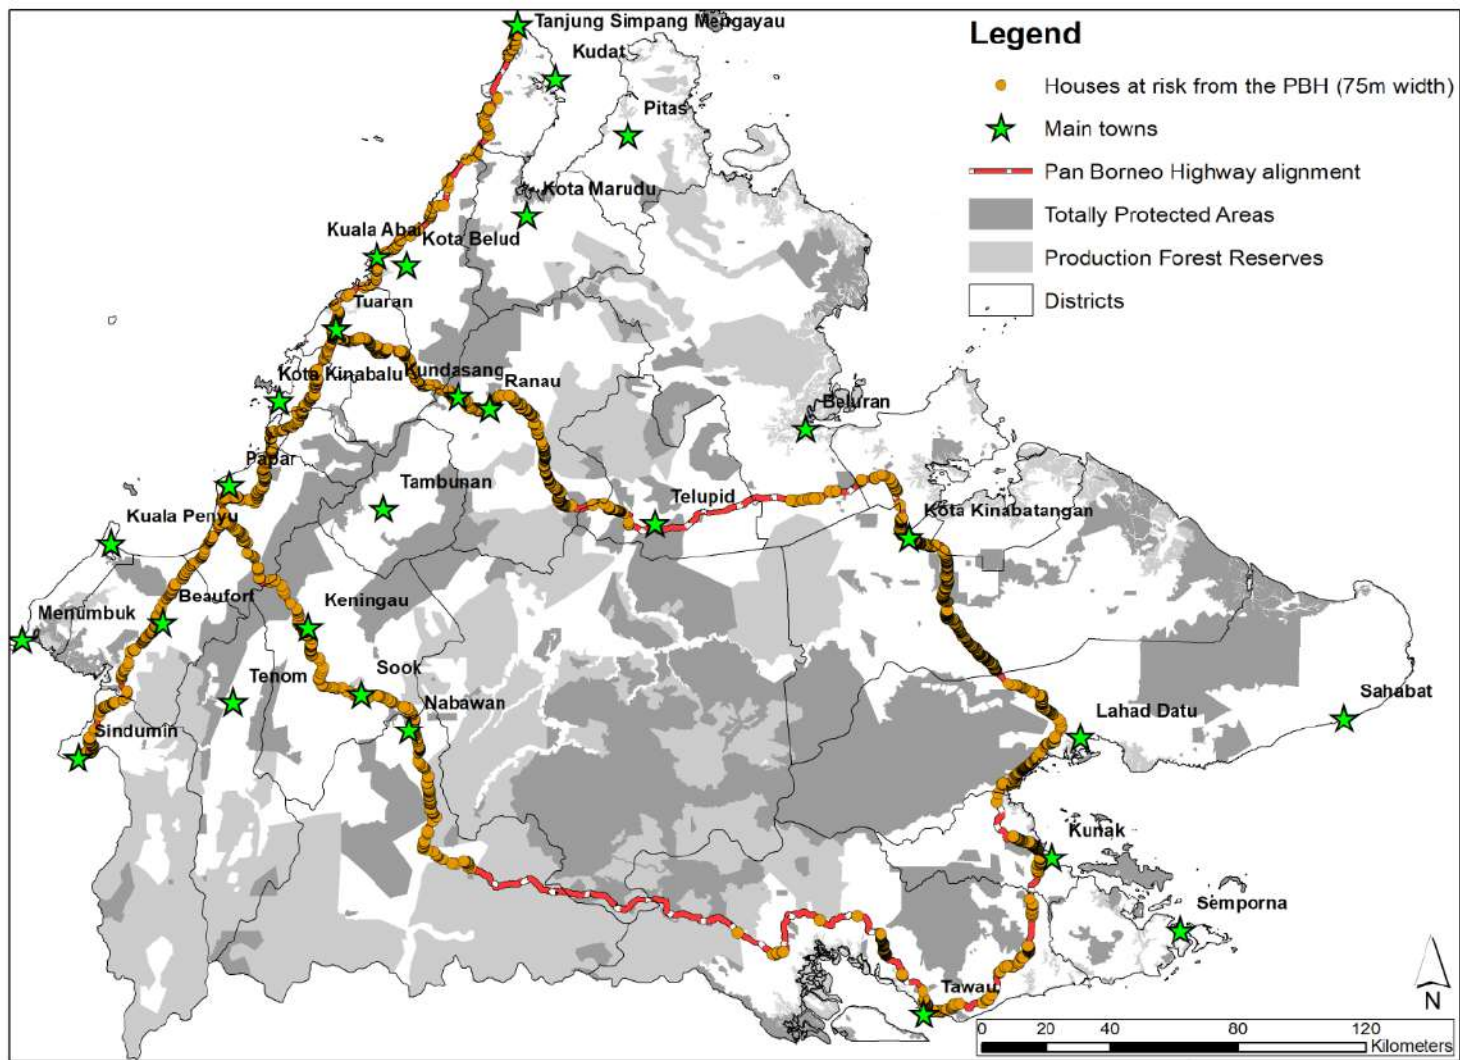 Tanjung Simpang Mengayau
Legend
Kudat
Houses at risk from the PBH (75m width)
Pitas
Main towns
Pan Borneo Highway alignment
Kota Marudu
Totally Protected Areas
Kuala Abai
Kota Belud
Production Forest Reserves
Tuaran
Districts
Kota Kinabalu
Kundasang
Ranau
Beluran
Papar
Tambunan
Telupid
Kuala Penyu
Kota Kinabatangan
Beaufort
Keningau
Menumbuk
Sook
Tenom
Nabawan
Sahabat
Lahad Datu
Sindumin
Kunak
Semporna
Tawau
N
0 20 40 80 120
Kilometers